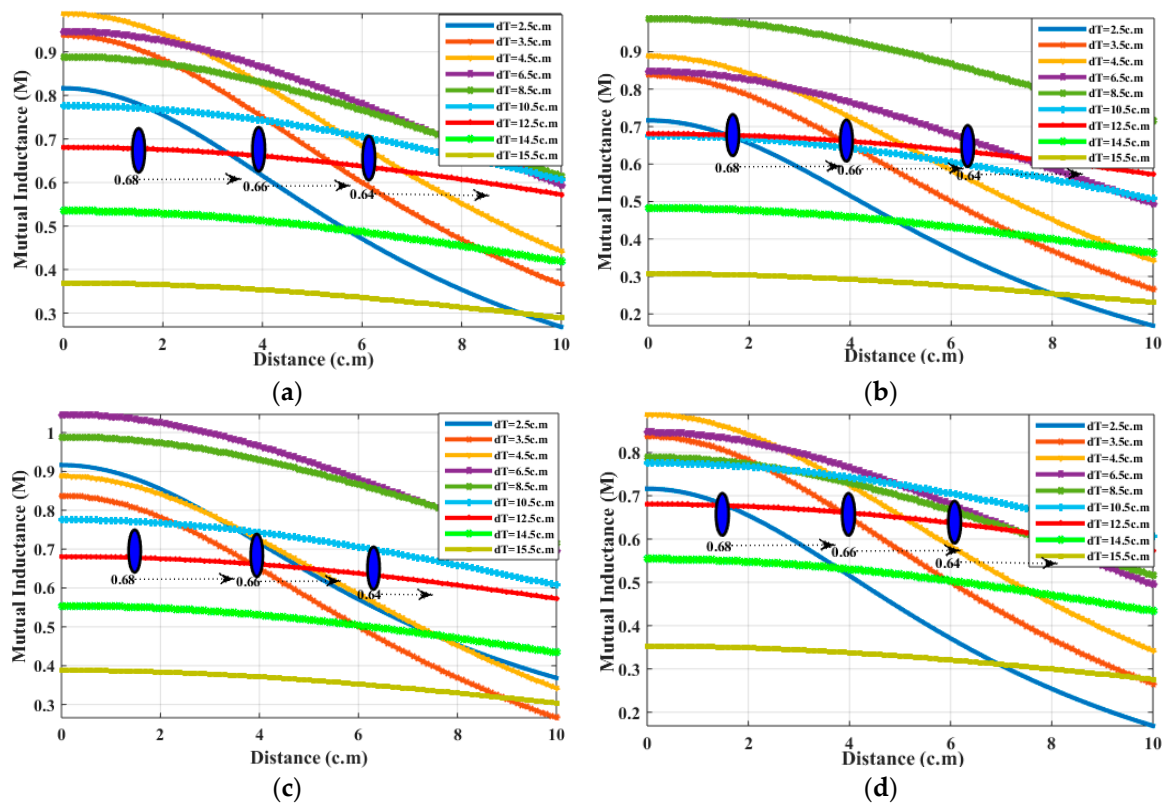 Mutual Inductance (M)
0.9
0.8
0.7
0.6
0.5
0.4
0.3
0
2
4
6
8
10
Distance (c.m)
dT=2.5c.m
dT=3.5c.m
dT=4.5c.m
dT=6.5c.m
dT=8.5c.m
dT=10.5c.m
dT=12.5c.m
dT=14.5c.m
dT=15.5c.m
0.68
0.66
0.64
(a)
Mutual Inductance (M)
0.9
0.8
0.7
0.6
0.5
0.4
0.3
0.2
0
2
4
6
8
10
Distance (c.m)
dT=2.5c.m
dT=3.5c.m
dT=4.5c.m
dT=6.5c.m
dT=8.5c.m
dT=10.5c.m
dT=12.5c.m
dT=14.5c.m
dT=15.5c.m
0.68
0.66
0.64
(b)
Mutual Inductance (M)
1
0.9
0.8
0.7
0.6
0.5
0.4
0.3
0
2
4
6
8
10
Distance (c.m)
dT=2.5c.m
dT=3.5c.m
dT=4.5c.m
dT=6.5c.m
dT=8.5c.m
dT=10.5c.m
dT=12.5c.m
dT=14.5c.m
dT=15.5c.m
0.68
0.66
0.64
(c)
Mutual Inductance (M)
0.8
0.7
0.6
0.5
0.4
0.3
0.2
0
2
4
6
8
10
Distance (c.m)
dT=2.5c.m
dT=3.5c.m
dT=4.5c.m
dT=6.5c.m
dT=8.5c.m
dT=10.5c.m
dT=12.5c.m
dT=14.5c.m
dT=15.5c.m
0.68
0.66
0.64
(d)